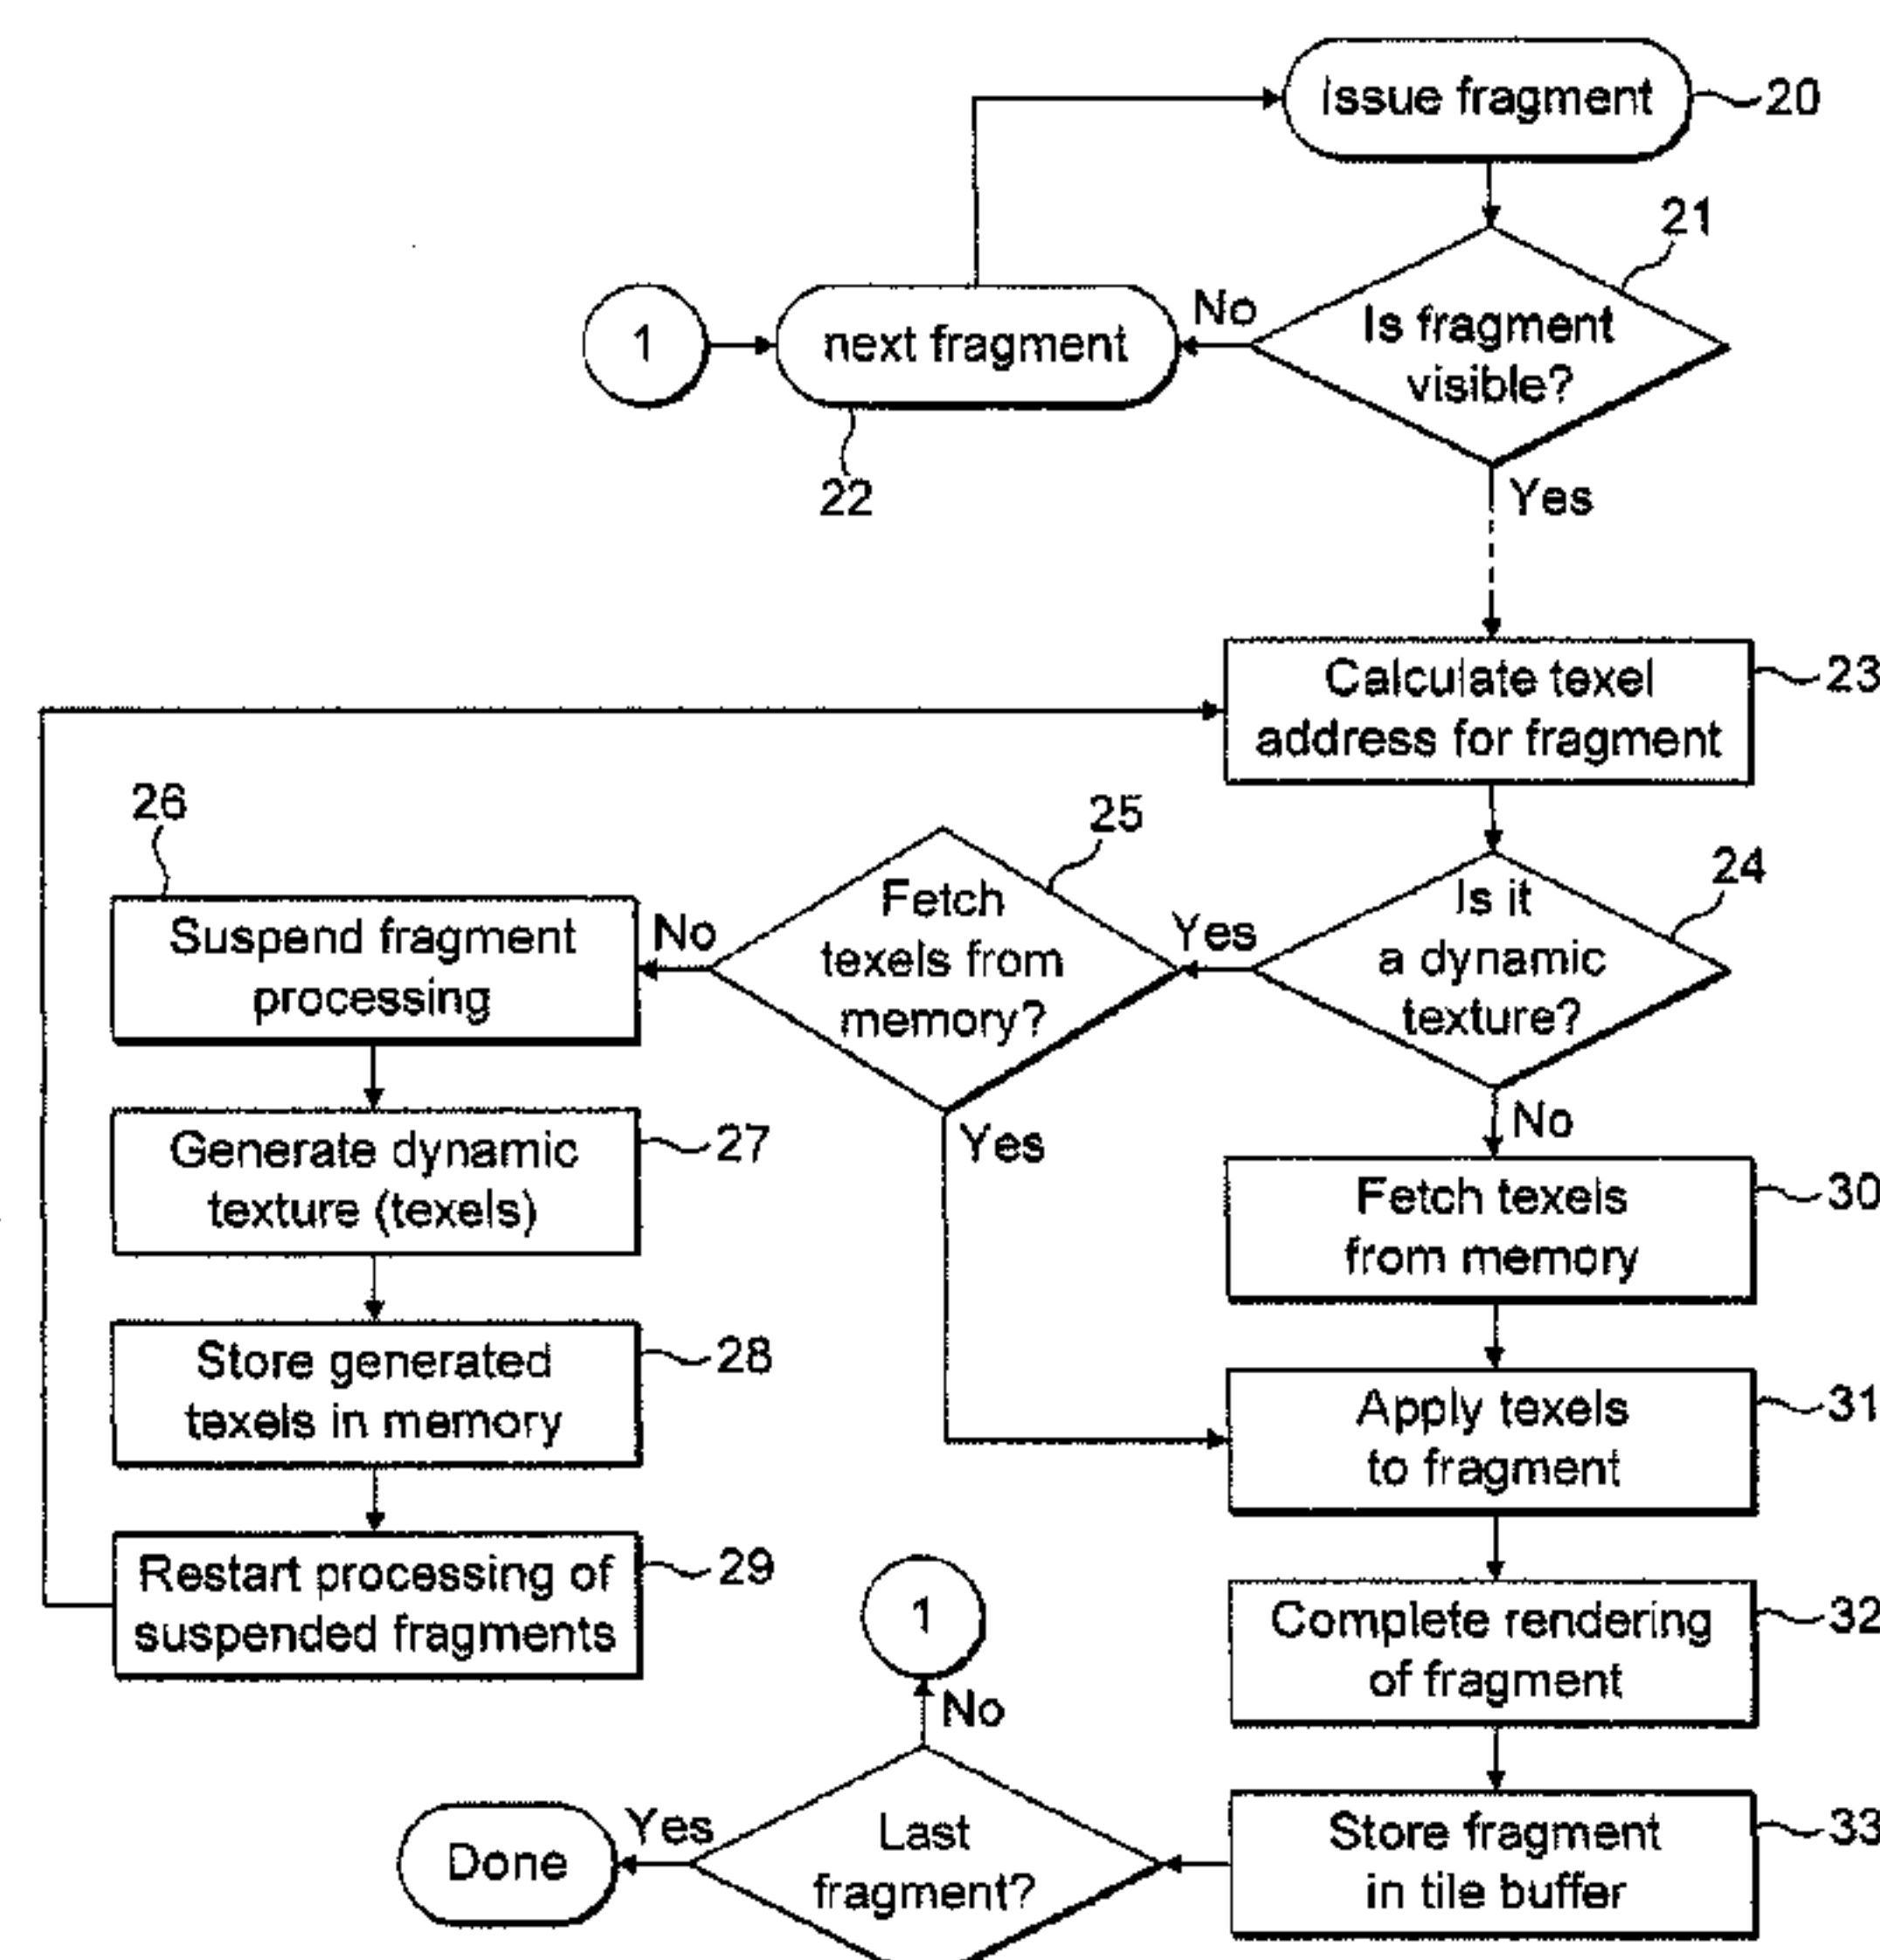 Issue fragment
20
21
1
next fragment
No
Is fragment
visible?
22
Yes
Calculate texel
address for fragment
23
26
25
24
Suspend fragment
processing
No
Fetch
texels from
memory?
Yes
Is it
a dynamic
texture?
Generate dynamic
texture (texels)
27
Yes
No
Fetch texels
from memory
30
Store generated
texels in memory
28
Apply texels
to fragment
31
Restart processing of
suspended fragments
29
1
No
Complete rendering
of fragment
32
Done
Yes
Last
fragment?
Store fragment
in tile buffer
33